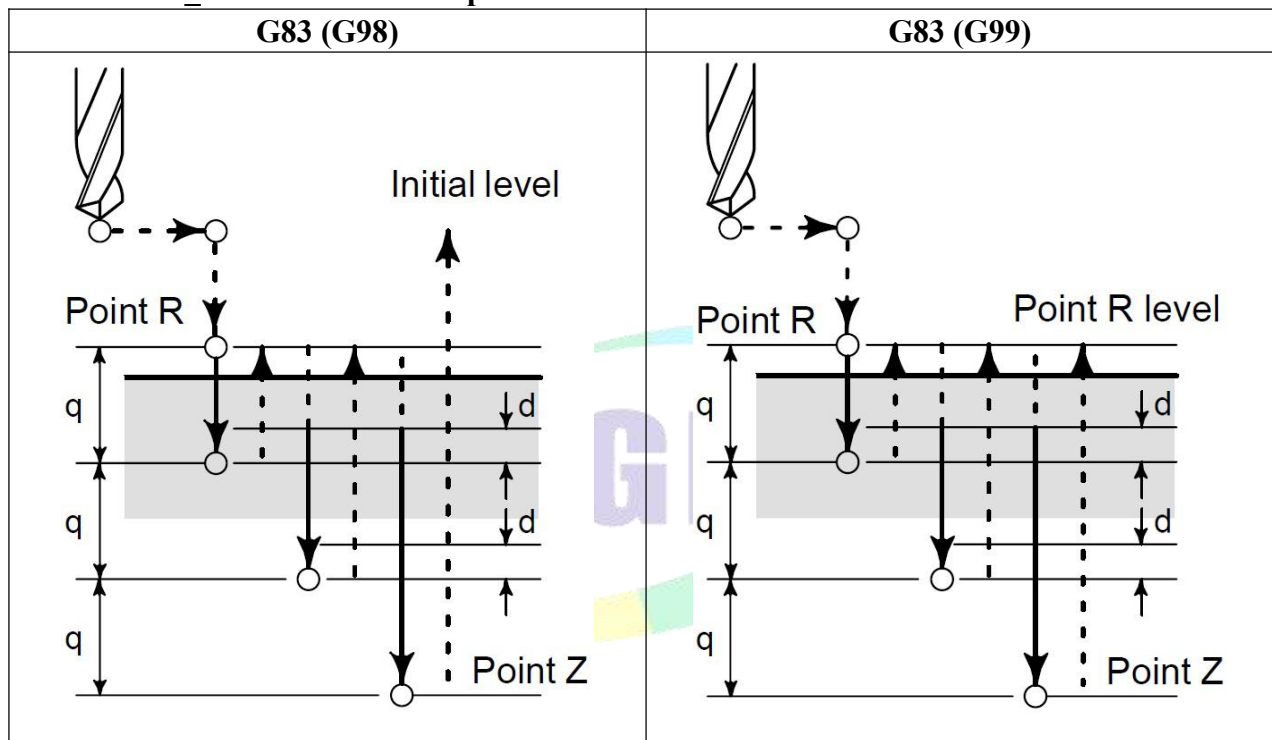 G83 (G98)
G83 (G99)
Initial level
Point R
q
d
q
d
q
Point Z
Point R
Point R level
q
d
q
d
q
Point Z
G